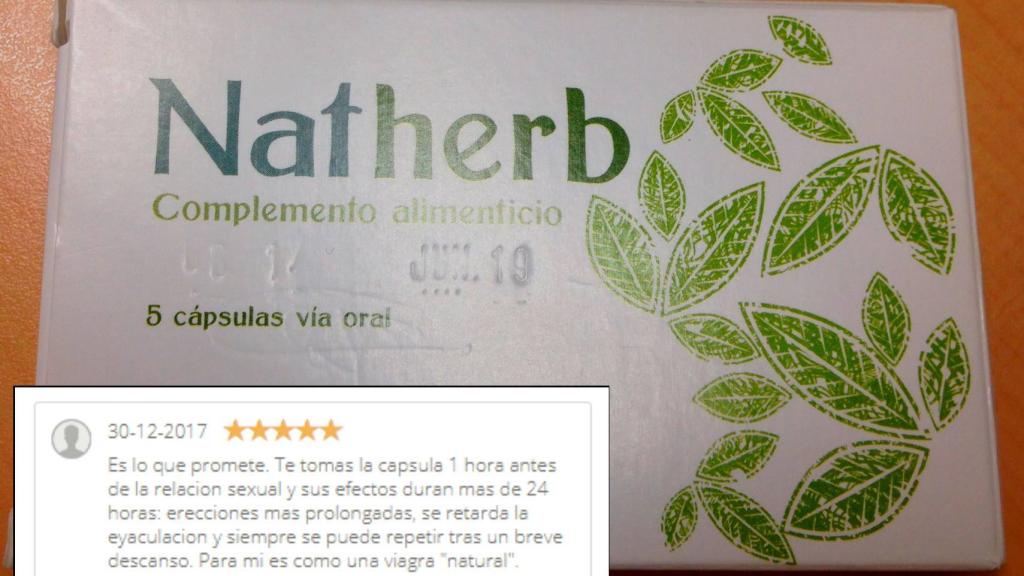 Natherb
Complemento alimenticio
JUN. 19
5 cápsulas vía oral
30-12-2017
Es lo que promete. Te tomas la capsula 1 hora antes
de la relacion sexual y sus efectos duran mas de 24
horas: erecciones mas prolongadas, se retarda la
eyaculacion y siempre se puede repetir tras un breve
descanso. Para mi es como una viagra "natural".